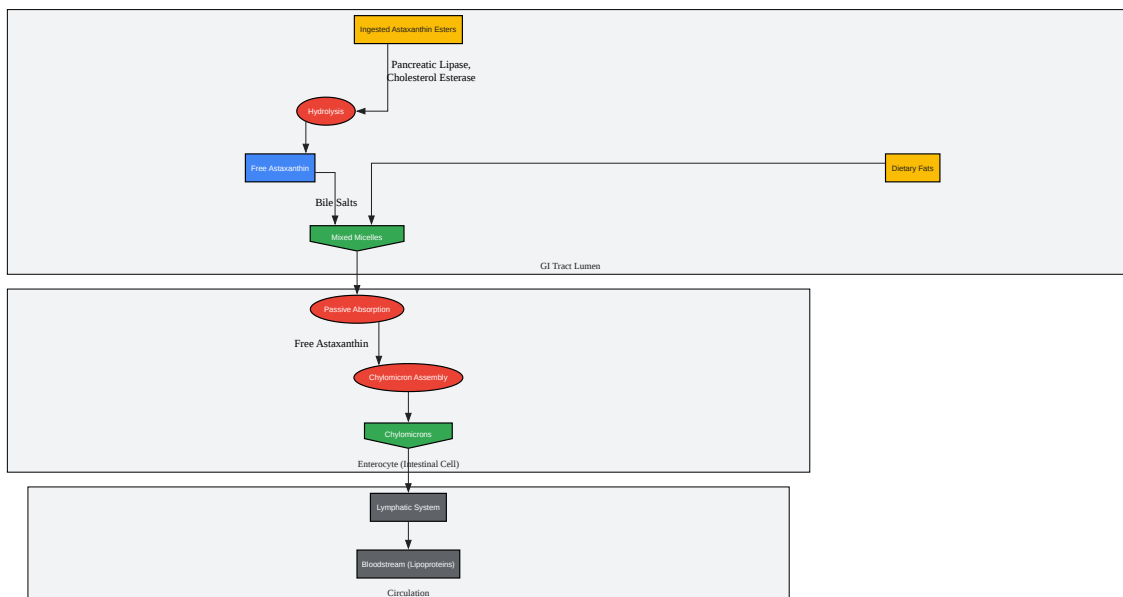 Ingested Astaxanthin Esters
Pancreatic Lipase,
Cholesterol Esterase
Hydrolysis
Free Astaxanthin
Dietary Fats
Bile Salts
Mixed Micelles
GI Tract Lumen
Passive Absorption
Free Astaxanthin
Chylomicron Assembly
Chylomicrons
Enterocyte (Intestinal Cell)
Lymphatic System
Bloodstream (Lipoproteins)
Circulation